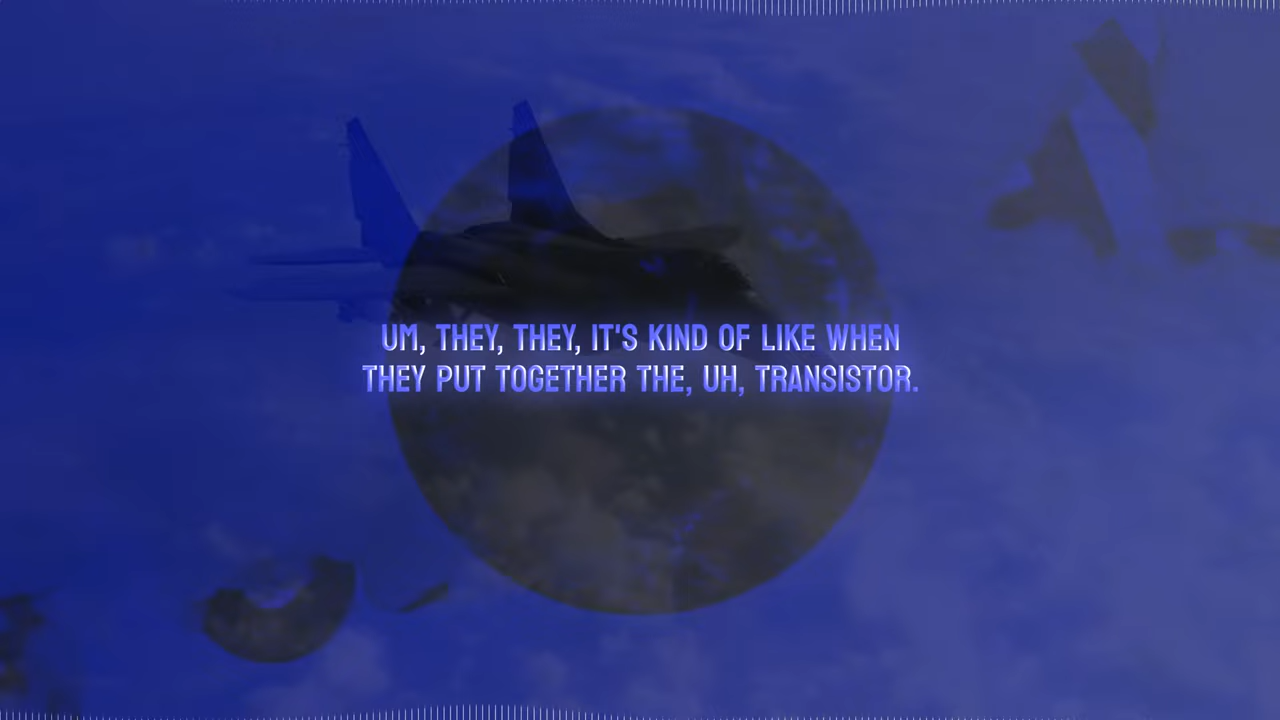 UM, THEY, THEY, IT'S KIND OF LIKE WHEN
THEY PUT TOGETHER THE, UH, TRANSISTOR.